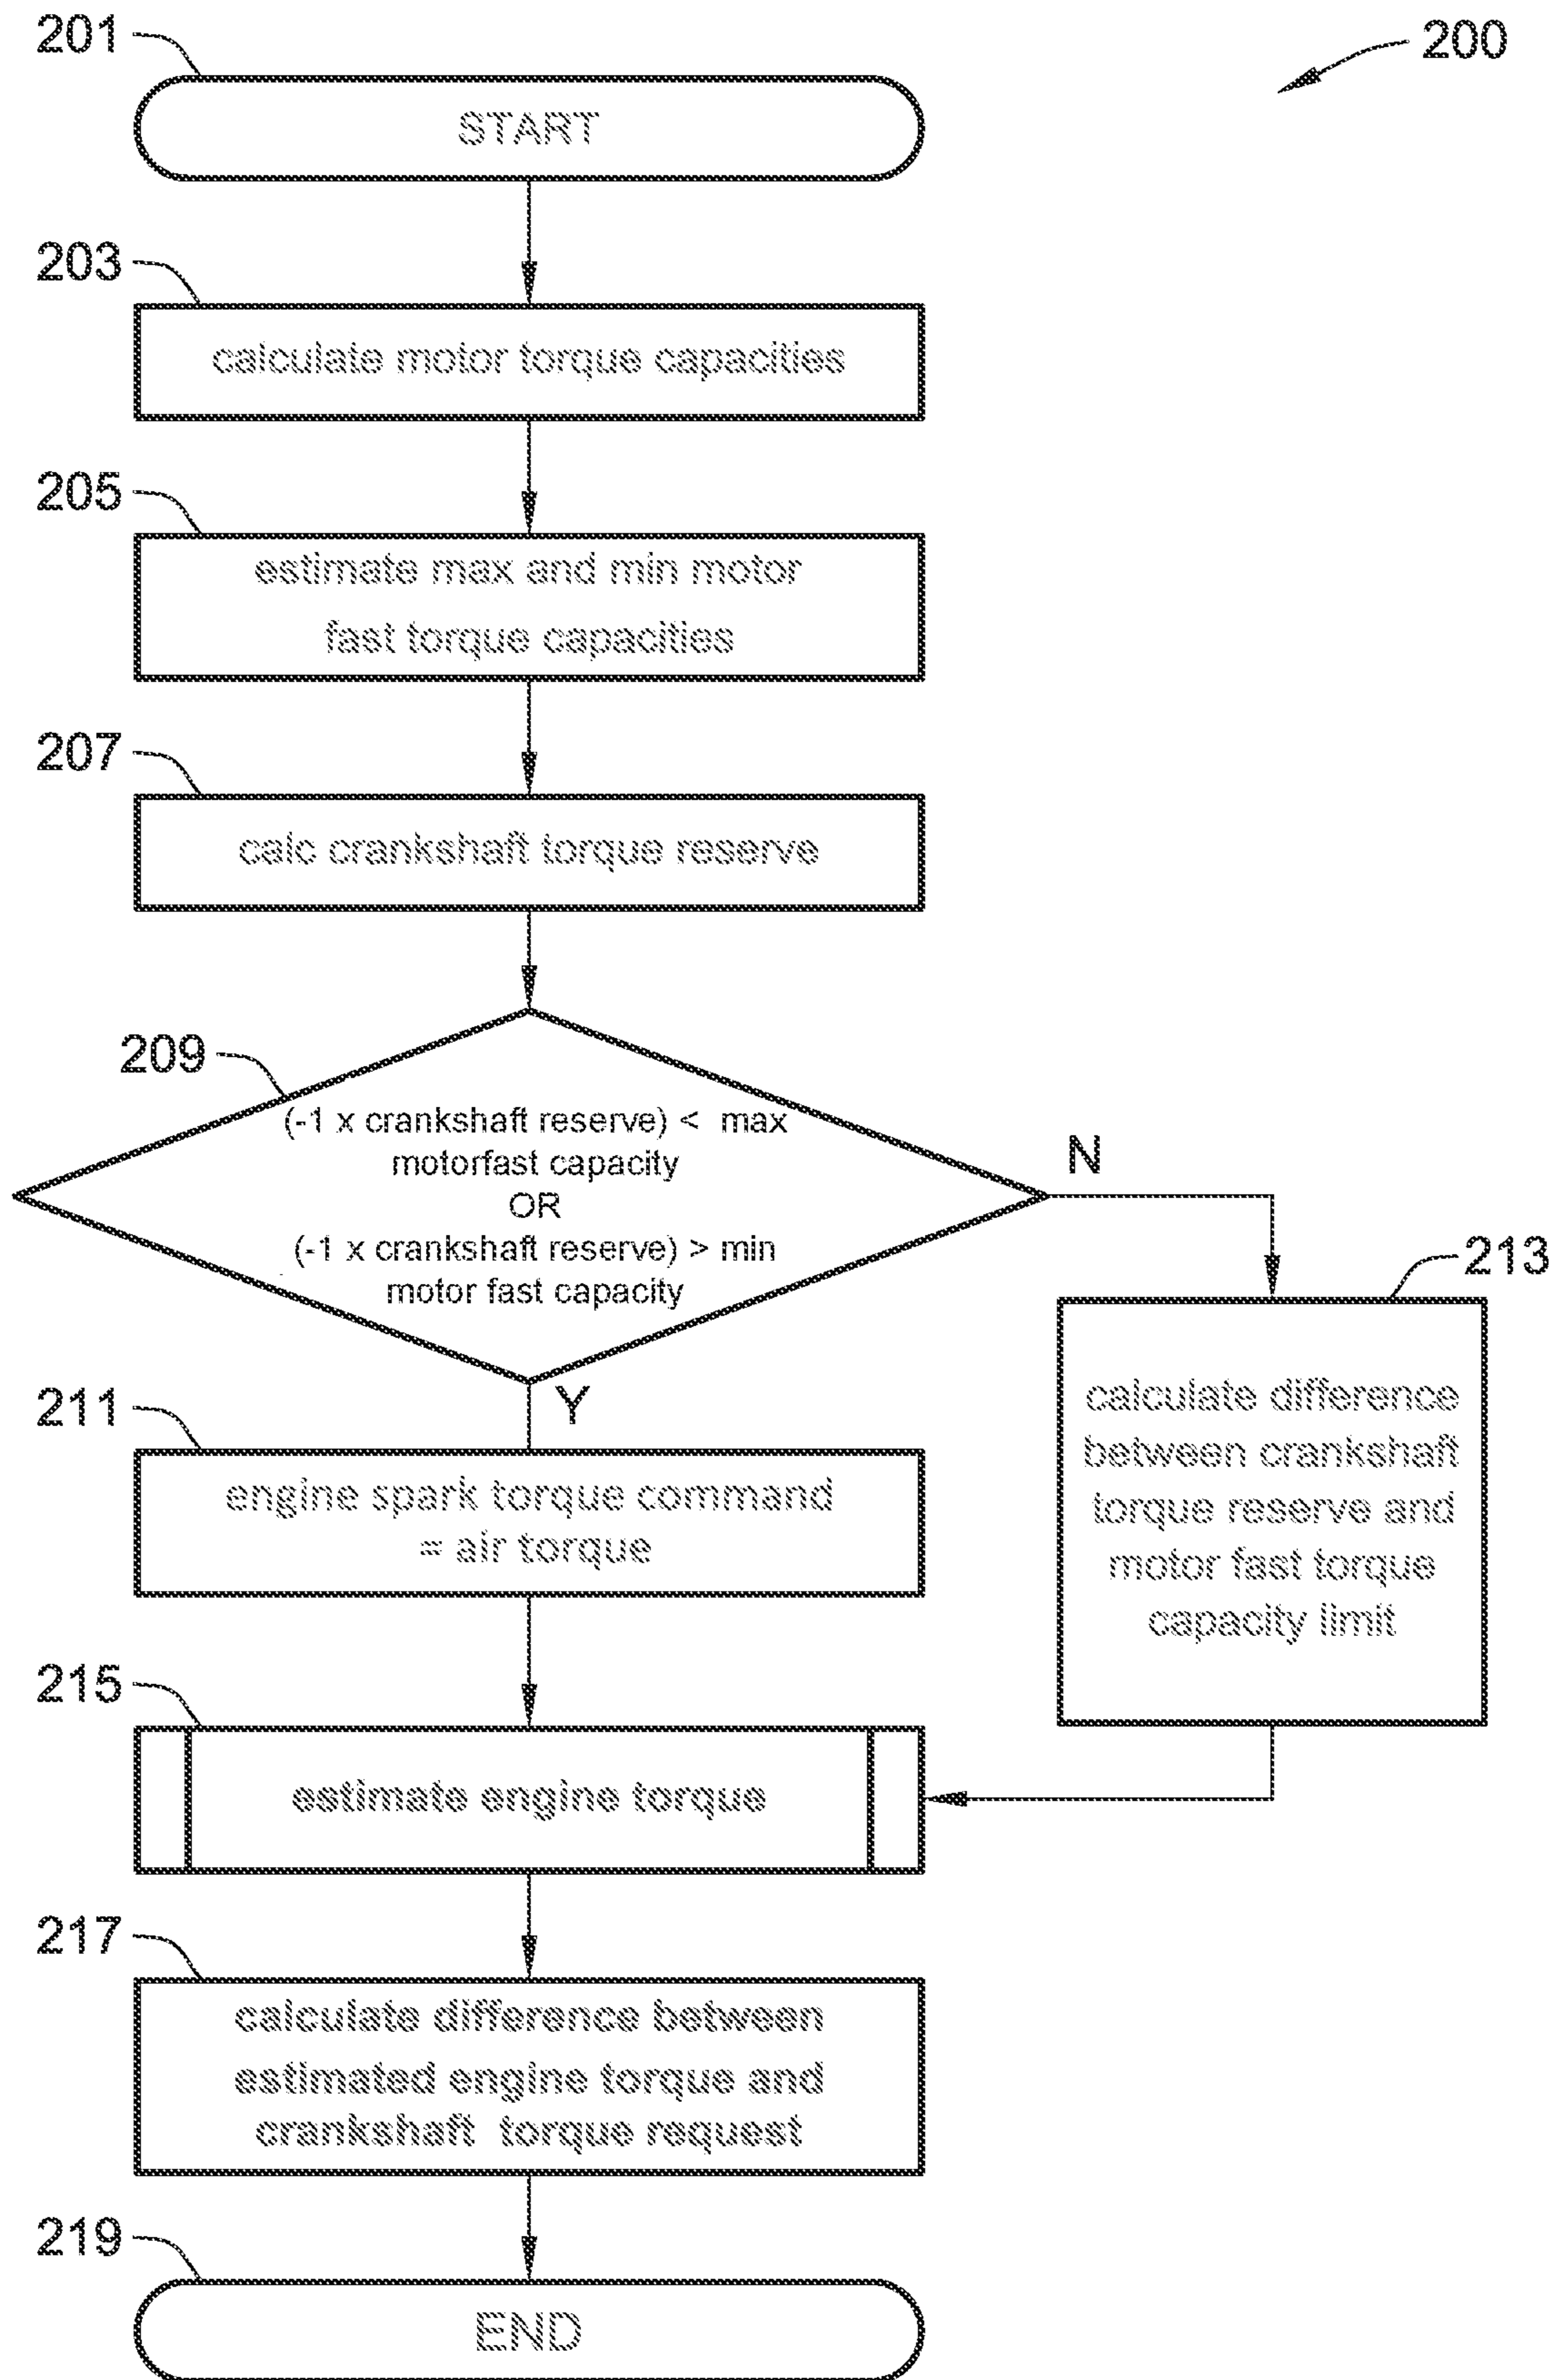 201
200
START
203
calculate motor torque capacities
205
estimate max and min motor
fast torque capacities
207
calc crankshaft torque reserve
209
(-1 x crankshaft reserve) < max
motorfast capacity
OR
(-1 x crankshaft reserve) > min
motor fast capacity
N
213
calculate difference
between crankshaft
torque reserve and
motor fast torque
capacity limit
Y
211
engine spark torque command
= air torque
215
estimate engine torque
217
calculate difference between
estimated engine torque and
crankshaft torque request
219
END